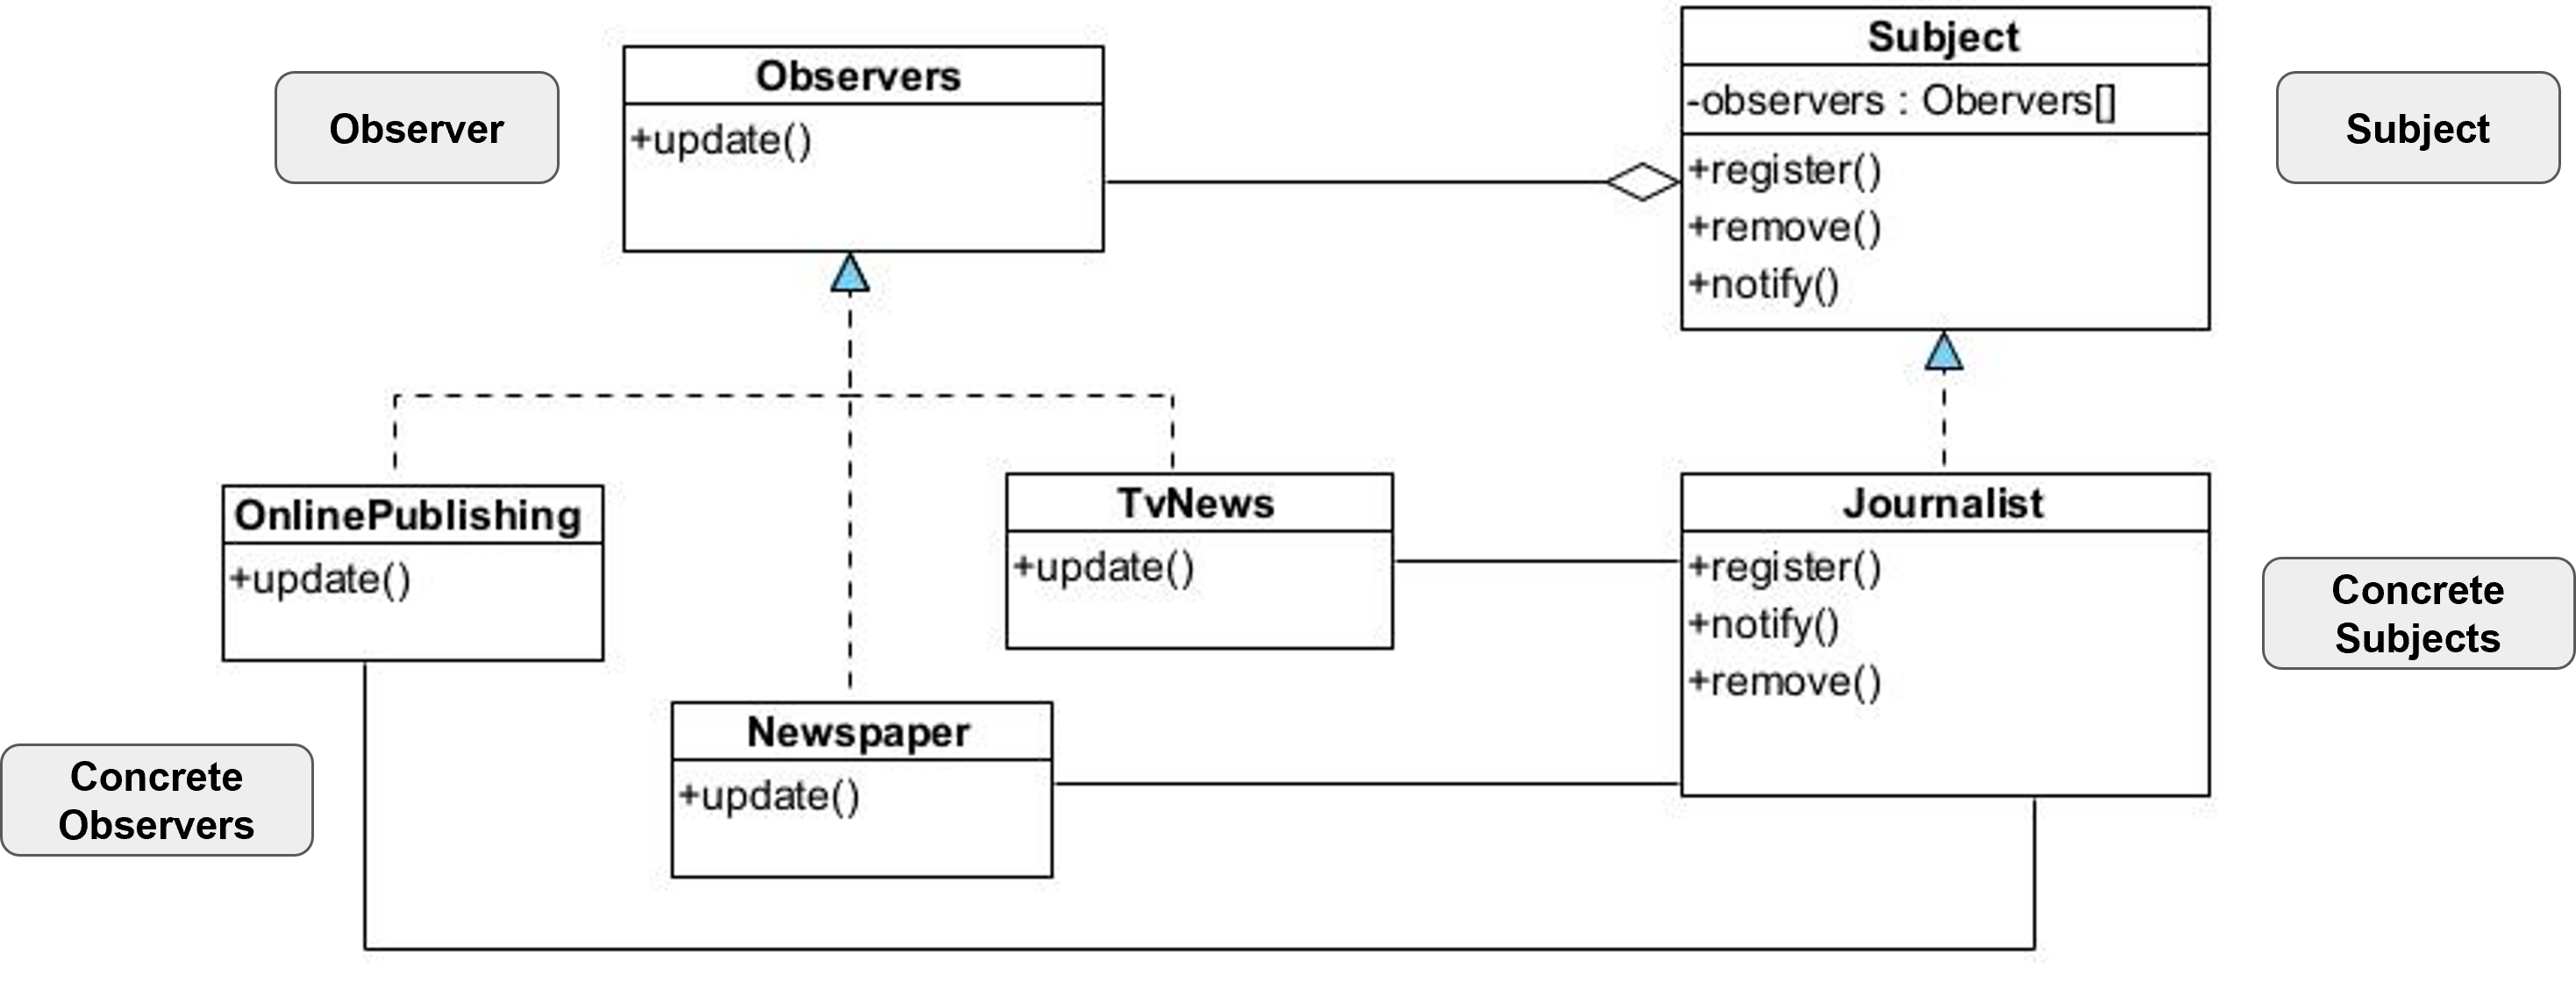 Observer
Observers
+update()
Subject
-observers : Obervers[]
+register()
+remove()
+notify()
Subject
OnlinePublishing
+update()
TvNews
+update()
Journalist
+register()
+notify()
+remove()
Concrete
Subjects
Newspaper
+update()
Concrete
Observers